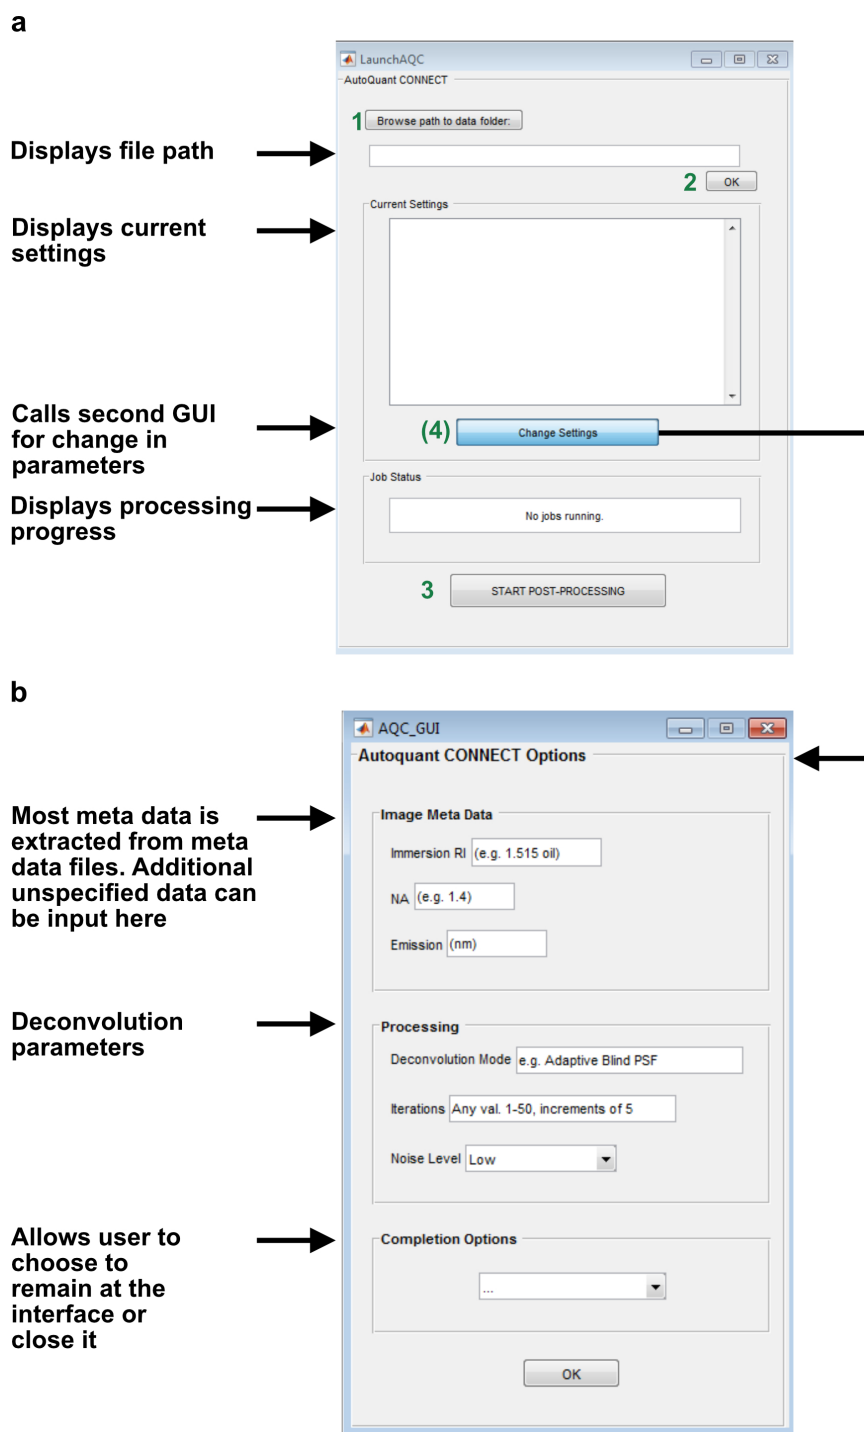 a
LaunchAQC
AutoQuant CONNECT
1 Browse path to data folder:
Displays file path
2 OK
Current Settings
Displays current
settings
Calls second GUI
for change in
parameters
(4) Change Settings
Job Status
Displays processing
progress
No jobs running.
3 START POST-PROCESSING
b
AQC_GUI
Autoquant CONNECT Options
Most meta data is
extracted from meta
data files. Additional
unspecified data can
be input here
Image Meta Data
Immersion RI (e.g. 1.515 oil)
NA (e.g. 1.4)
Emission (nm)
Deconvolution
parameters
Processing
Deconvolution Mode e.g. Adaptive Blind PSF
Iterations Any val. 1-50, increments of 5
Noise Level Low
Allows user to
choose to
remain at the
interface or
close it
Completion Options
...
OK